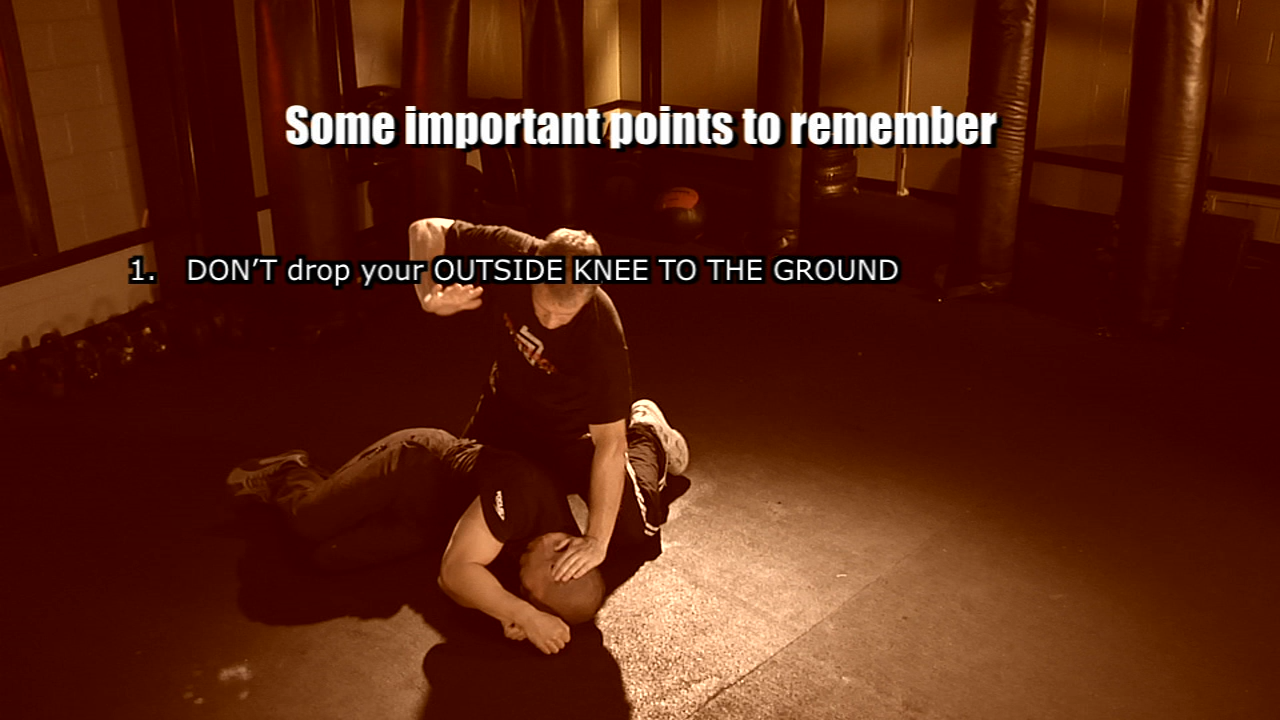 Some important points to remember
1. DON’T drop your OUTSIDE KNEE TO THE GROUND